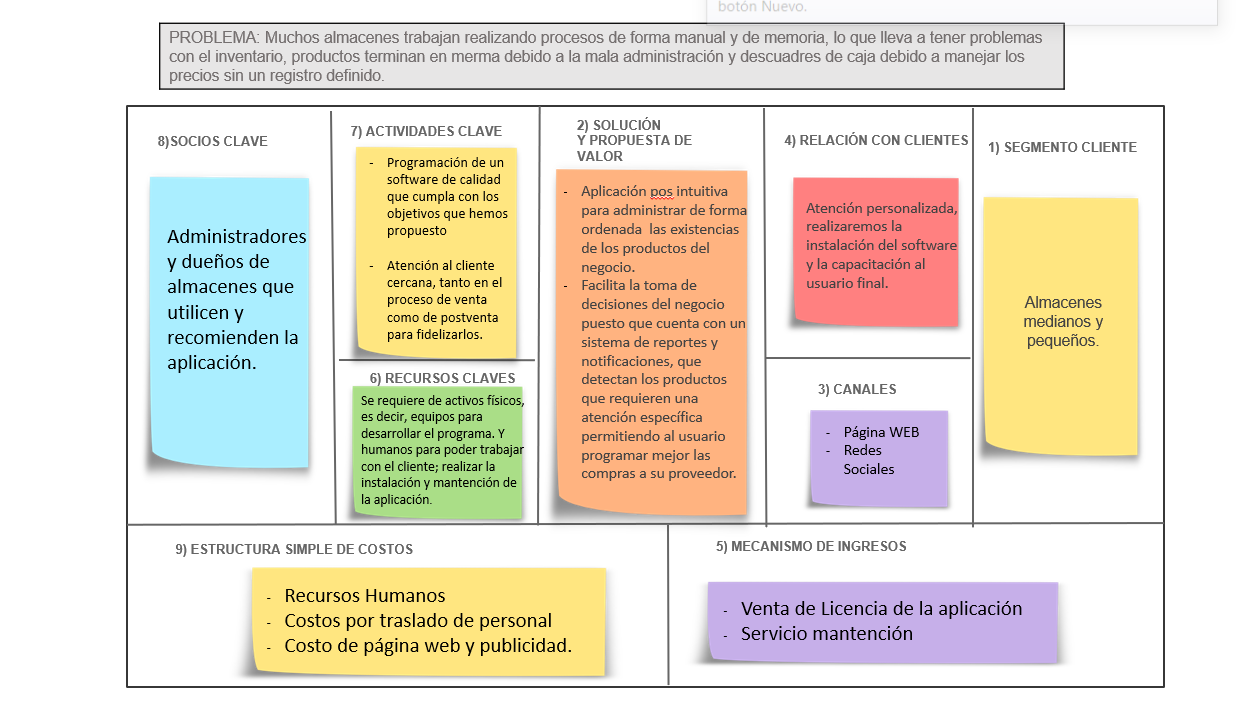 botón Nuevo.
PROBLEMA: Muchos almacenes trabajan realizando procesos de forma manual y de memoria, lo que lleva a tener problemas
con el inventario, productos terminan en merma debido a la mala administración y descuadres de caja debido a manejar los
precios sin un registro definido.
8)SOCIOS CLAVE
Administradores
y dueños de
almacenes que
utilicen y
recomienden la
aplicación.
7) ACTIVIDADES CLAVE
- Programación de un
software de calidad
que cumpla con los
objetivos que hemos
propuesto
- Atención al cliente
cercana, tanto en el
proceso de venta
como de postventa
para fidelizarlos.
6) RECURSOS CLAVES
Se requiere de activos físicos,
es decir, equipos para
desarrollar el programa. Y
humanos para poder trabajar
con el cliente; realizar la
instalación y mantención de
la aplicación.
2) SOLUCIÓN
Y PROPUESTA DE
VALOR
- Aplicación pos intuitiva
para administrar de forma
ordenada las existencias
de los productos del
negocio.
- Facilita la toma de
decisiones del negocio
puesto que cuenta con un
sistema de reportes y
notificaciones, que
detectan los productos
que requieren una
atención específica
permitiendo al usuario
programar mejor las
compras a su proveedor.
4) RELACIÓN CON CLIENTES
Atención personalizada,
realizaremos la
instalación del software
y la capacitación al
usuario final.
3) CANALES
- Página WEB
- Redes
Sociales
1) SEGMENTO CLIENTE
Almacenes
medianos y
pequeños.
9) ESTRUCTURA SIMPLE DE COSTOS
- Recursos Humanos
- Costos por traslado de personal
- Costo de página web y publicidad.
5) MECANISMO DE INGRESOS
- Venta de Licencia de la aplicación
- Servicio mantención